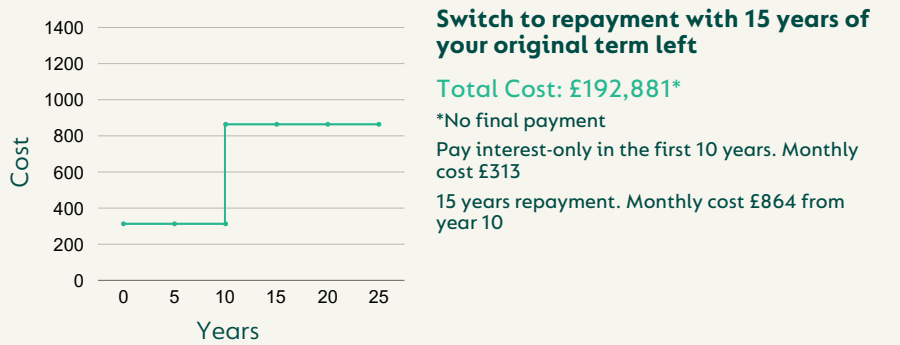 1400
1200
1000
800
600
400
200
0
Cost
0 5 10 15 20 25
Years
Switch to repayment with 15 years of
your original term left
Total Cost: £192,881*
*No final payment
Pay interest-only in the first 10 years. Monthly
cost £313
15 years repayment. Monthly cost £864 from
year 10